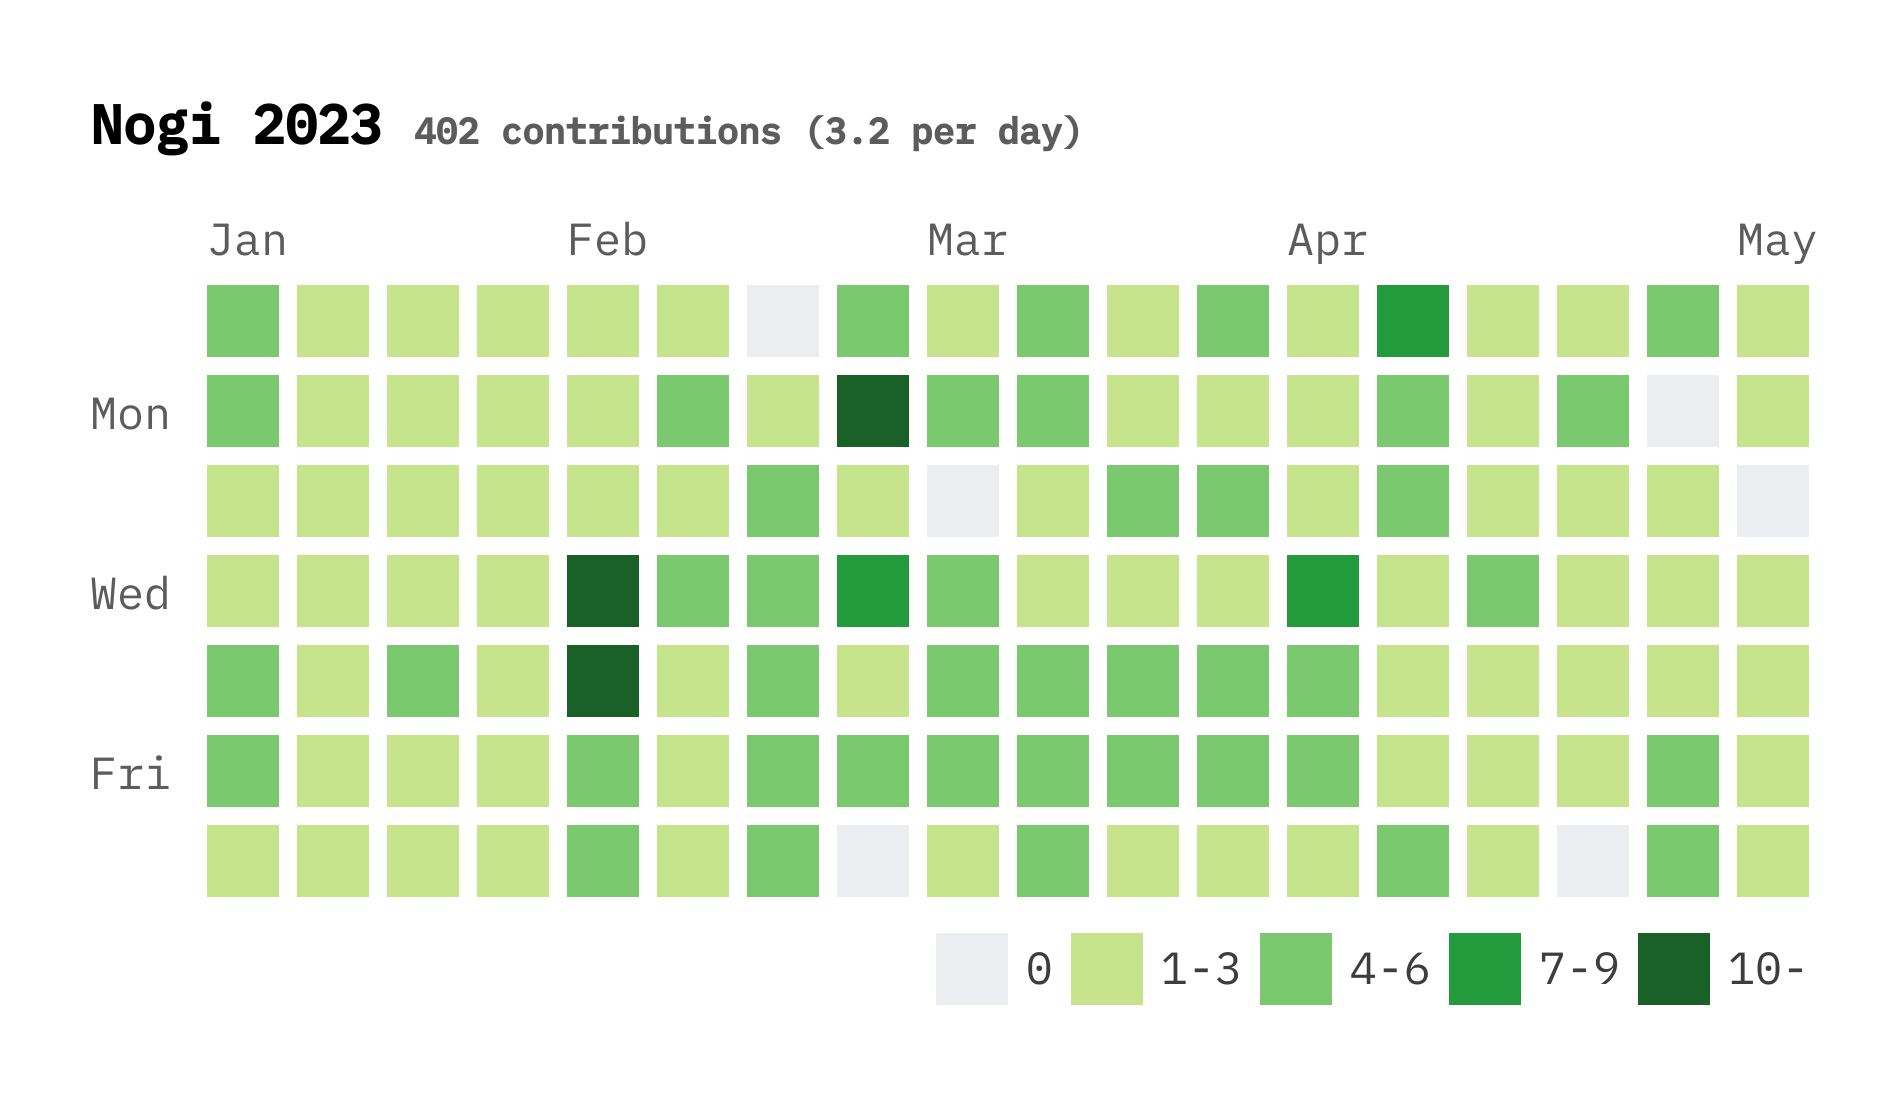 Nogi 2023 402 contributions (3.2 per day)
Jan Feb Mar Apr May
Mon
Wed
Fri
0 1-3 4-6 7-9 10-